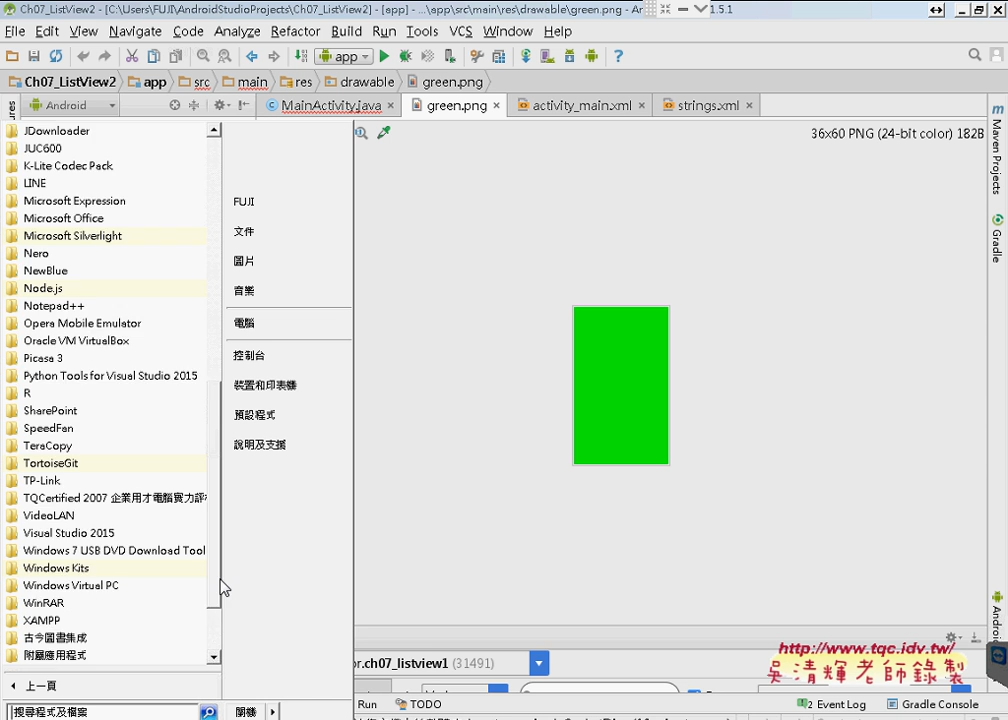 Ch07_ListView2 - [C:\Users\FUJI\AndroidStudioProjects\Ch07_ListView2] - [app] - ...\app\src\main\res\drawable\green.png - Ar
1.5.1
File Edit View Navigate Code Analyze Refactor Build Run Tools VCS Window Help
app
Ch07_ListView2 app src main res drawable green.png
Android
MainActivity.java
green.png
activity_main.xml
strings.xml
36x60 PNG (24-bit color) 182B
Maven Projects
Gradle
JDownloader
JUC600
K-Lite Codec Pack
LINE
Microsoft Expression
Microsoft Office
Microsoft Silverlight
Nero
NewBlue
Node.js
Notepad++
Opera Mobile Emulator
Oracle VM VirtualBox
Picasa 3
Python Tools for Visual Studio 2015
R
SharePoint
SpeedFan
TeraCopy
TortoiseGit
TP-Link
TQCertified 2007 企業用才電腦實力評
VideoLAN
Visual Studio 2015
Windows 7 USB DVD Download Tool
Windows Kits
Windows Virtual PC
WinRAR
XAMPP
古今圖書集成
附屬應用程式
上一頁
搜尋程式及檔案
關機
FUJI
文件
圖片
音樂
電腦
控制台
裝置和印表機
預設程式
說明及支援
or.ch07_listview1 (31491)
http://www.tqc.idv.tw/
吳清輝老師錄製
Run
TODO
2 Event Log
Gradle Console